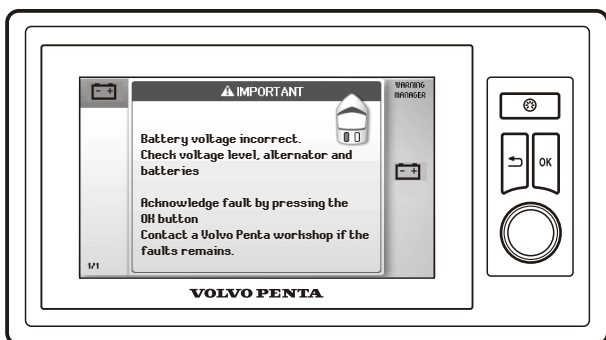 IMPORTANT
WARNING
MANAGER
Battery voltage incorrect.
Check voltage level, alternator and
batteries
Acknowledge fault by pressing the
OK button
Contact a Volvo Penta workshop if the
faults remains.
1/1
OK
VOLVO PENTA